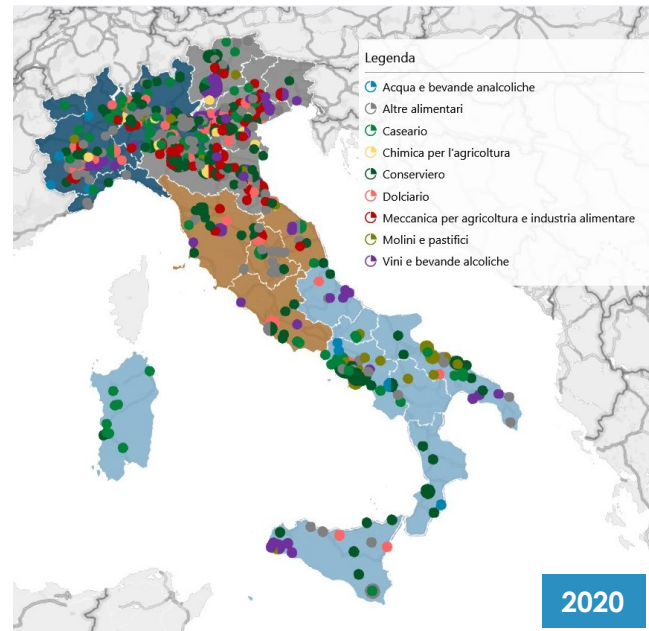 Legenda
Acqua e bevande analcoliche
Altre alimentari
Caseario
Chimica per l'agricoltura
Conserviero
Dolciario
Meccanica per agricoltura e industria alimentare
Molini e pastifici
Vini e bevande alcoliche
2020